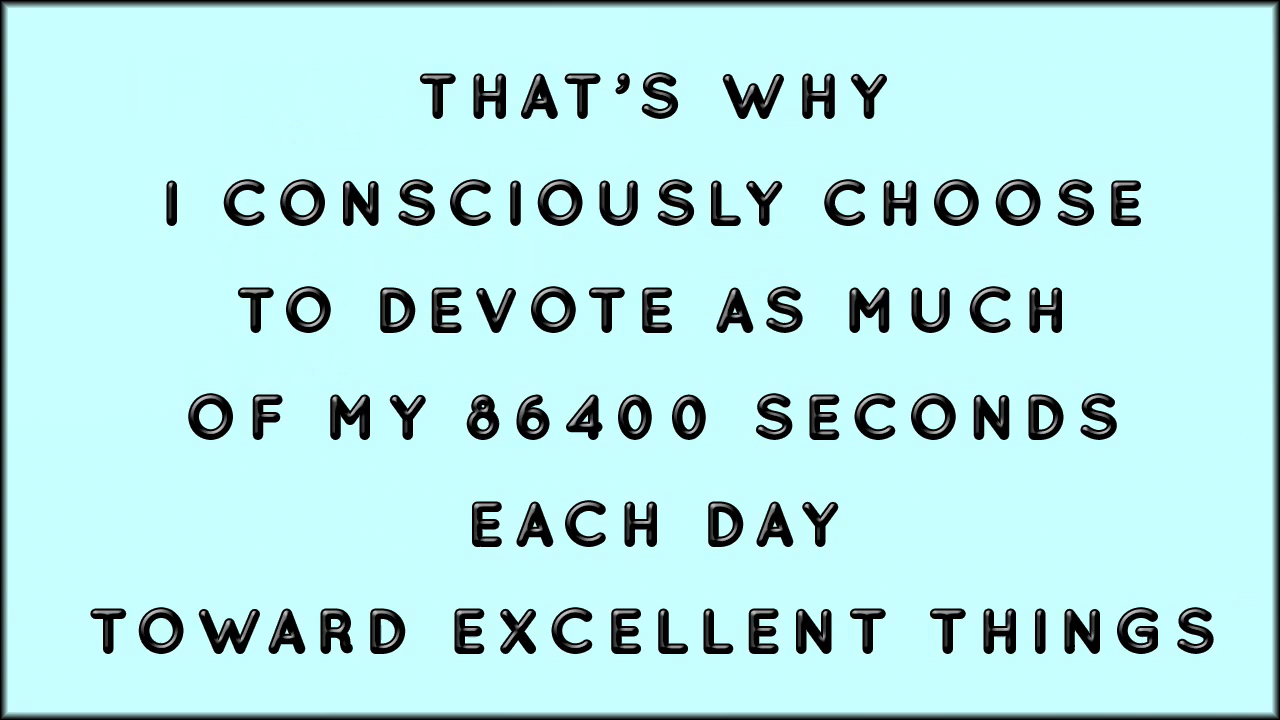 THAT'S WHY
I CONSCIOUSLY CHOOSE
TO DEVOTE AS MUCH
OF MY 86400 SECONDS
EACH DAY
TOWARD EXCELLENT THINGS